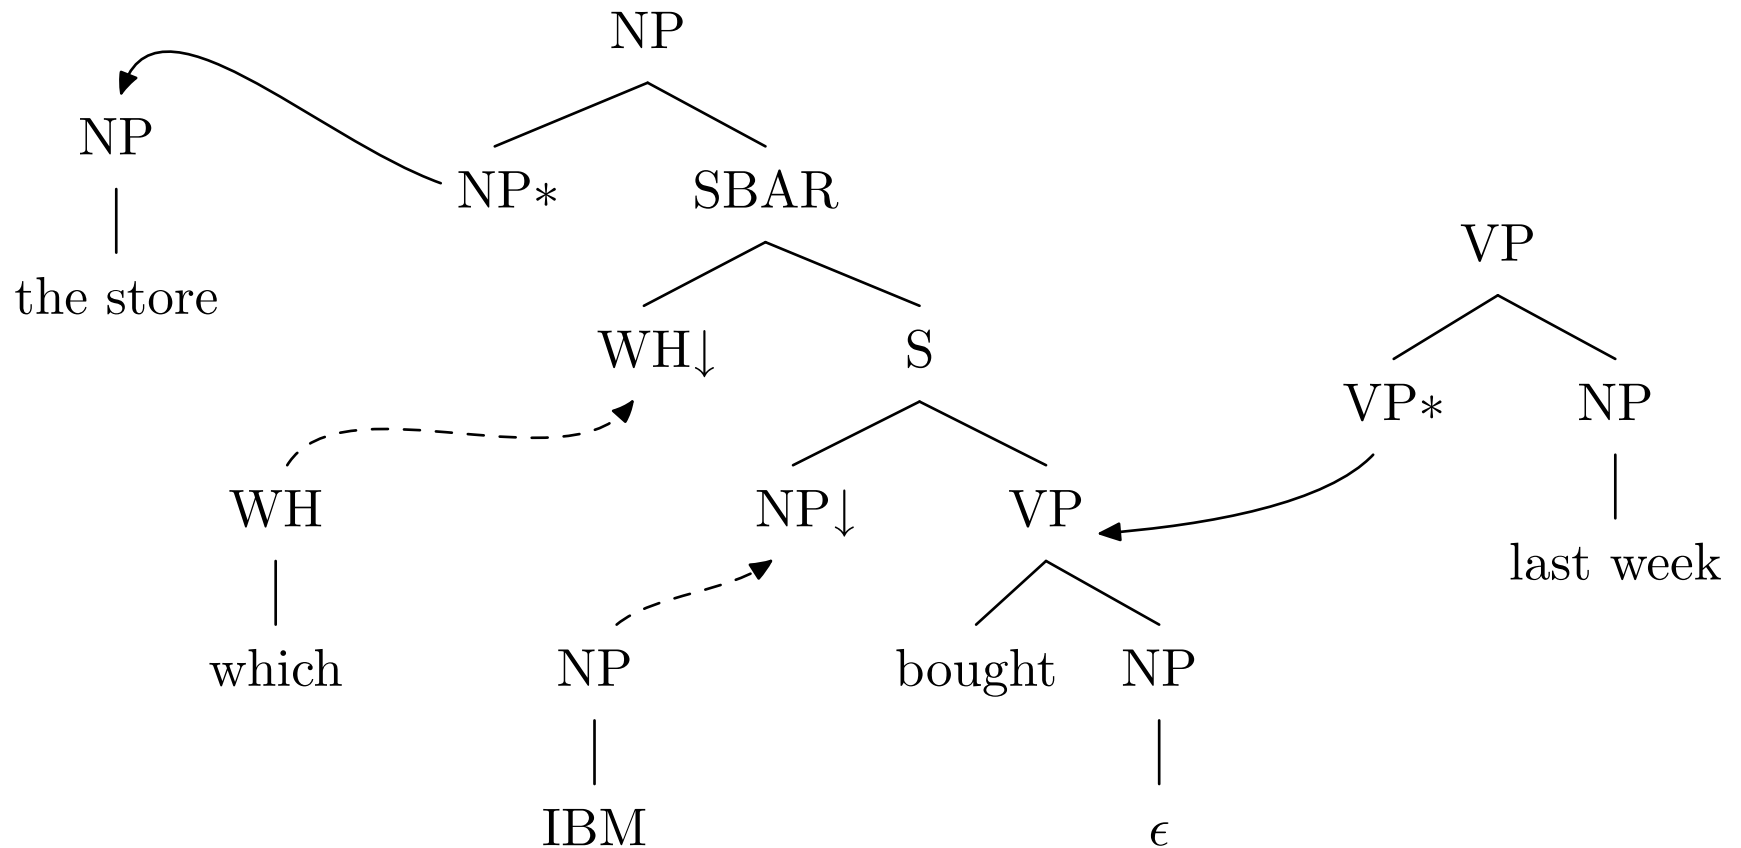 NP
NP
NP∗ SBAR
VP
the store
WH↓ S
VP∗ NP
WH NP↓ VP
last week
which NP bought NP
IBM ϵ